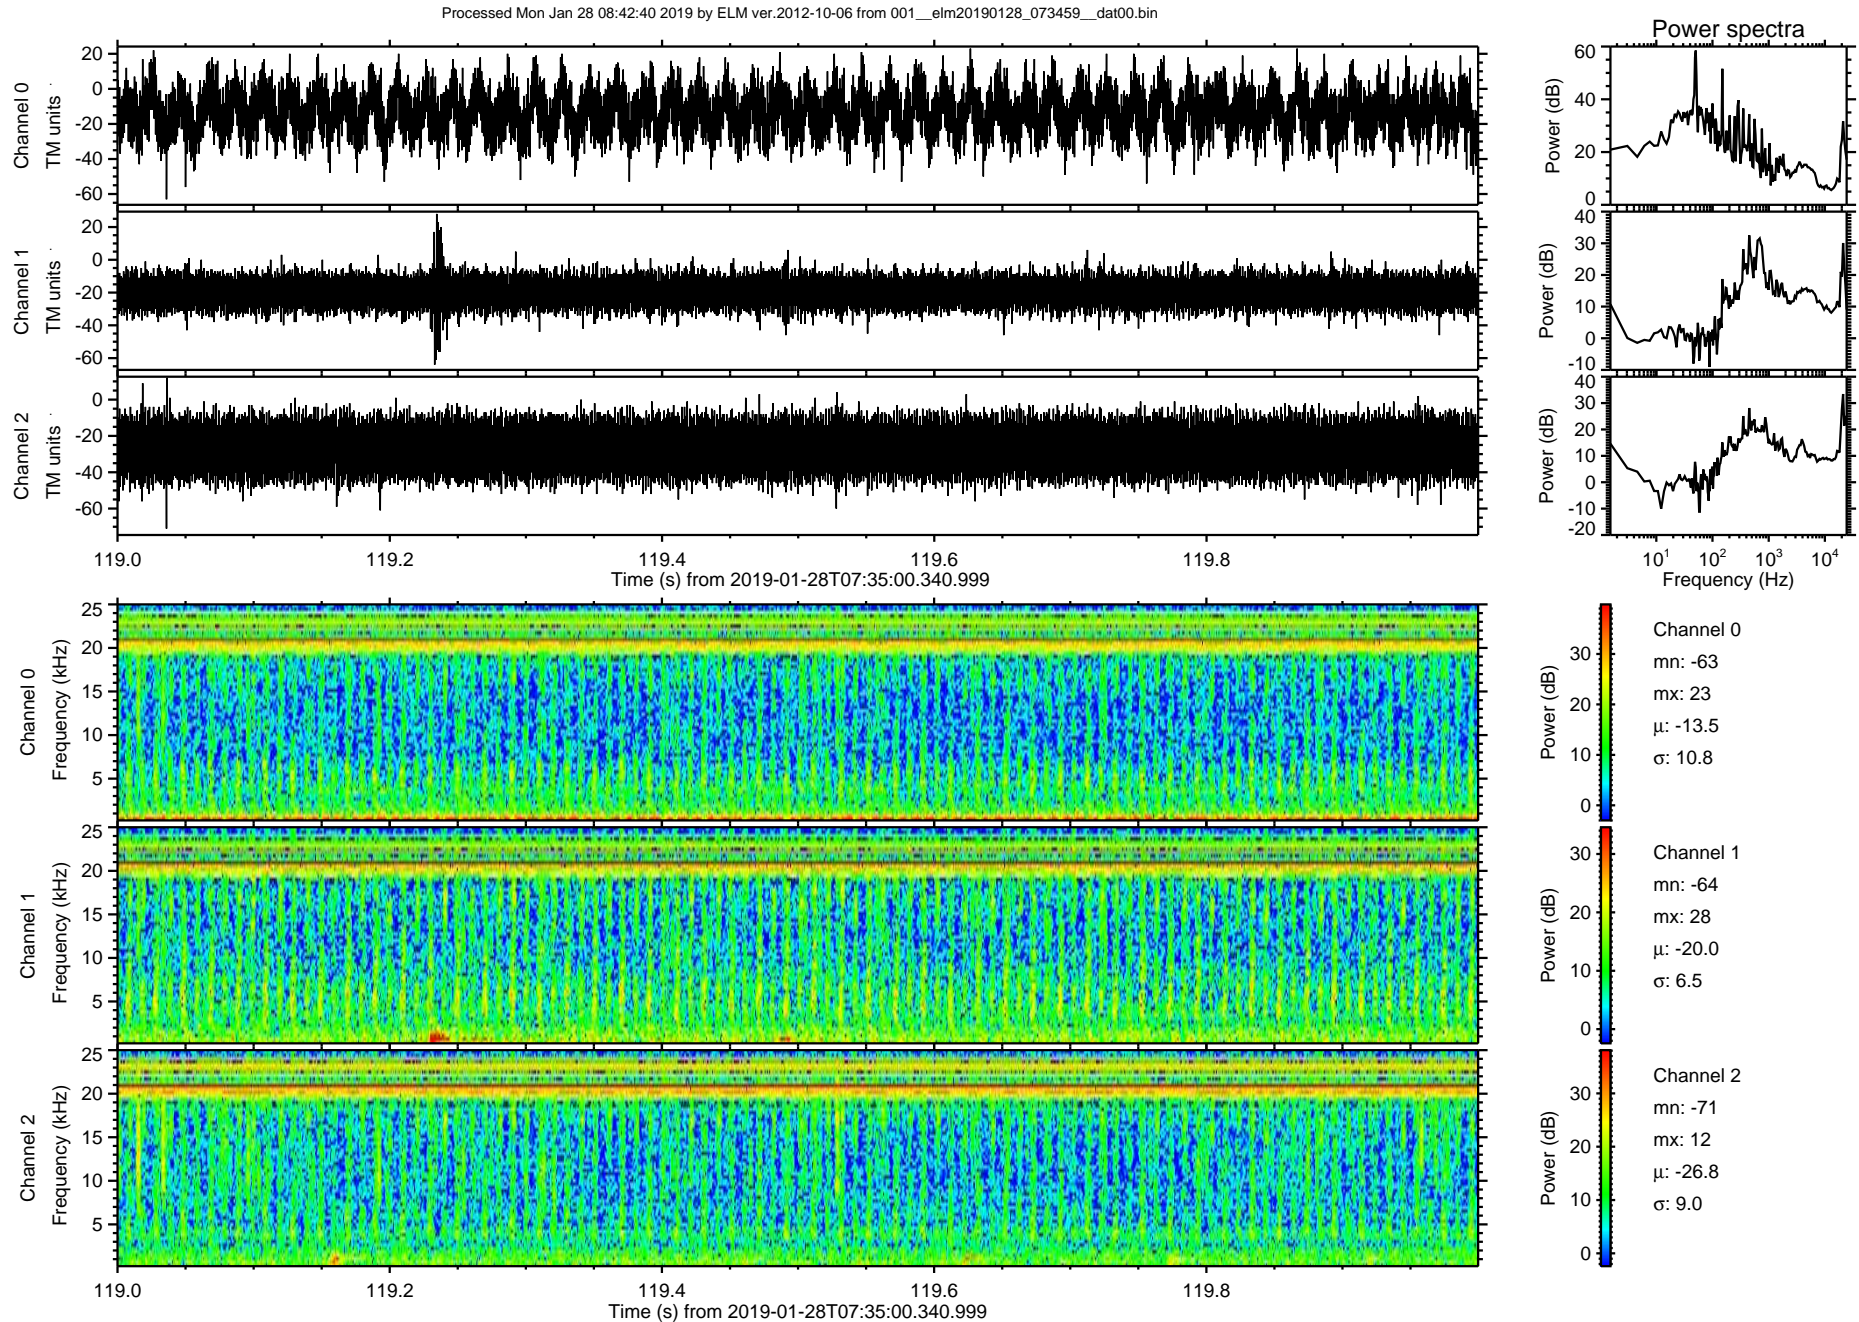 Processed Mon Jan 28 08:42:40 2019 by ELM ver.2012-10-06 from 001__elm20190128_073459__dat00.bin
Power spectra
Channel 0
TM units
20
0
-20
-40
-60
Power (dB)
60
40
20
0
Channel 1
TM units
20
0
-20
-40
-60
Power (dB)
40
30
20
10
0
-10
Channel 2
TM units
0
-20
-40
-60
Power (dB)
40
30
20
10
0
-10
-20
119.0 119.2 119.4 119.6 119.8
Time (s) from 2019-01-28T07:35:00.340.999
10¹ 10² 10³ 10⁴
Frequency (Hz)
Channel 0
Frequency (kHz)
25
20
15
10
5
Power (dB)
30
20
10
0
Channel 0
mn: -63
mx: 23
μ: -13.5
σ: 10.8
Channel 1
Frequency (kHz)
25
20
15
10
5
Power (dB)
30
20
10
0
Channel 1
mn: -64
mx: 28
μ: -20.0
σ: 6.5
Channel 2
Frequency (kHz)
25
20
15
10
5
Power (dB)
30
20
10
0
Channel 2
mn: -71
mx: 12
μ: -26.8
σ: 9.0
119.0 119.2 119.4 119.6 119.8
Time (s) from 2019-01-28T07:35:00.340.999